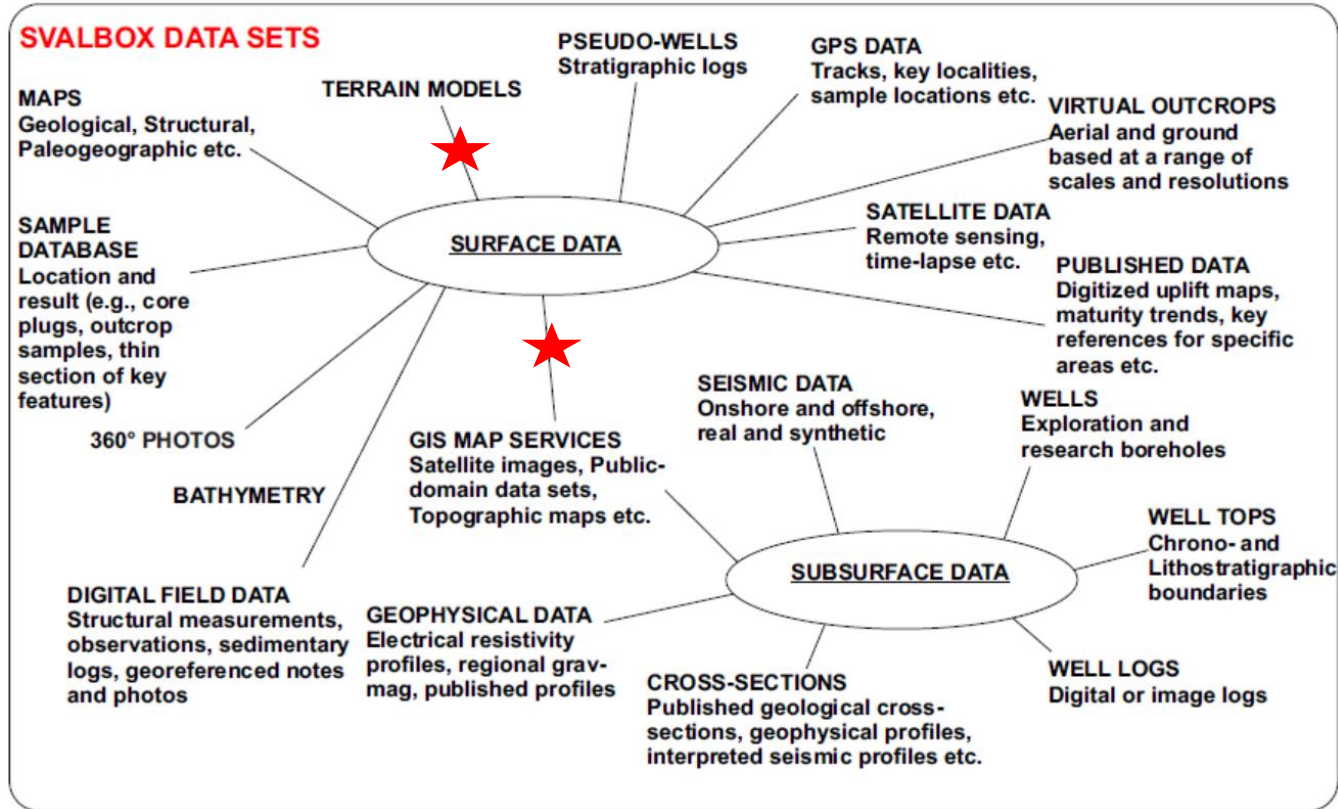 SVALBOX DATA SETS
MAPS
Geological, Structural,
Paleogeographic etc.
TERRAIN MODELS
PSEUDO-WELLS
Stratigraphic logs
GPS DATA
Tracks, key localities,
sample locations etc.
VIRTUAL OUTCROPS
Aerial and ground
based at a range of
scales and resolutions
SAMPLE
DATABASE
Location and
result (e.g., core
plugs, outcrop
samples, thin
section of key
features)
SURFACE DATA
SATELLITE DATA
Remote sensing,
time-lapse etc.
PUBLISHED DATA
Digitized uplift maps,
maturity trends, key
references for specific
areas etc.
360° PHOTOS
BATHYMETRY
GIS MAP SERVICES
Satellite images, Public-
domain data sets,
Topographic maps etc.
SEISMIC DATA
Onshore and offshore,
real and synthetic
WELLS
Exploration and
research boreholes
WELL TOPS
Chrono- and
Lithostratigraphic
boundaries
SUBSURFACE DATA
DIGITAL FIELD DATA
Structural measurements,
observations, sedimentary
logs, georeferenced notes
and photos
GEOPHYSICAL DATA
Electrical resistivity
profiles, regional grav-
mag, published profiles
CROSS-SECTIONS
Published geological cross-
sections, geophysical profiles,
interpreted seismic profiles etc.
WELL LOGS
Digital or image logs